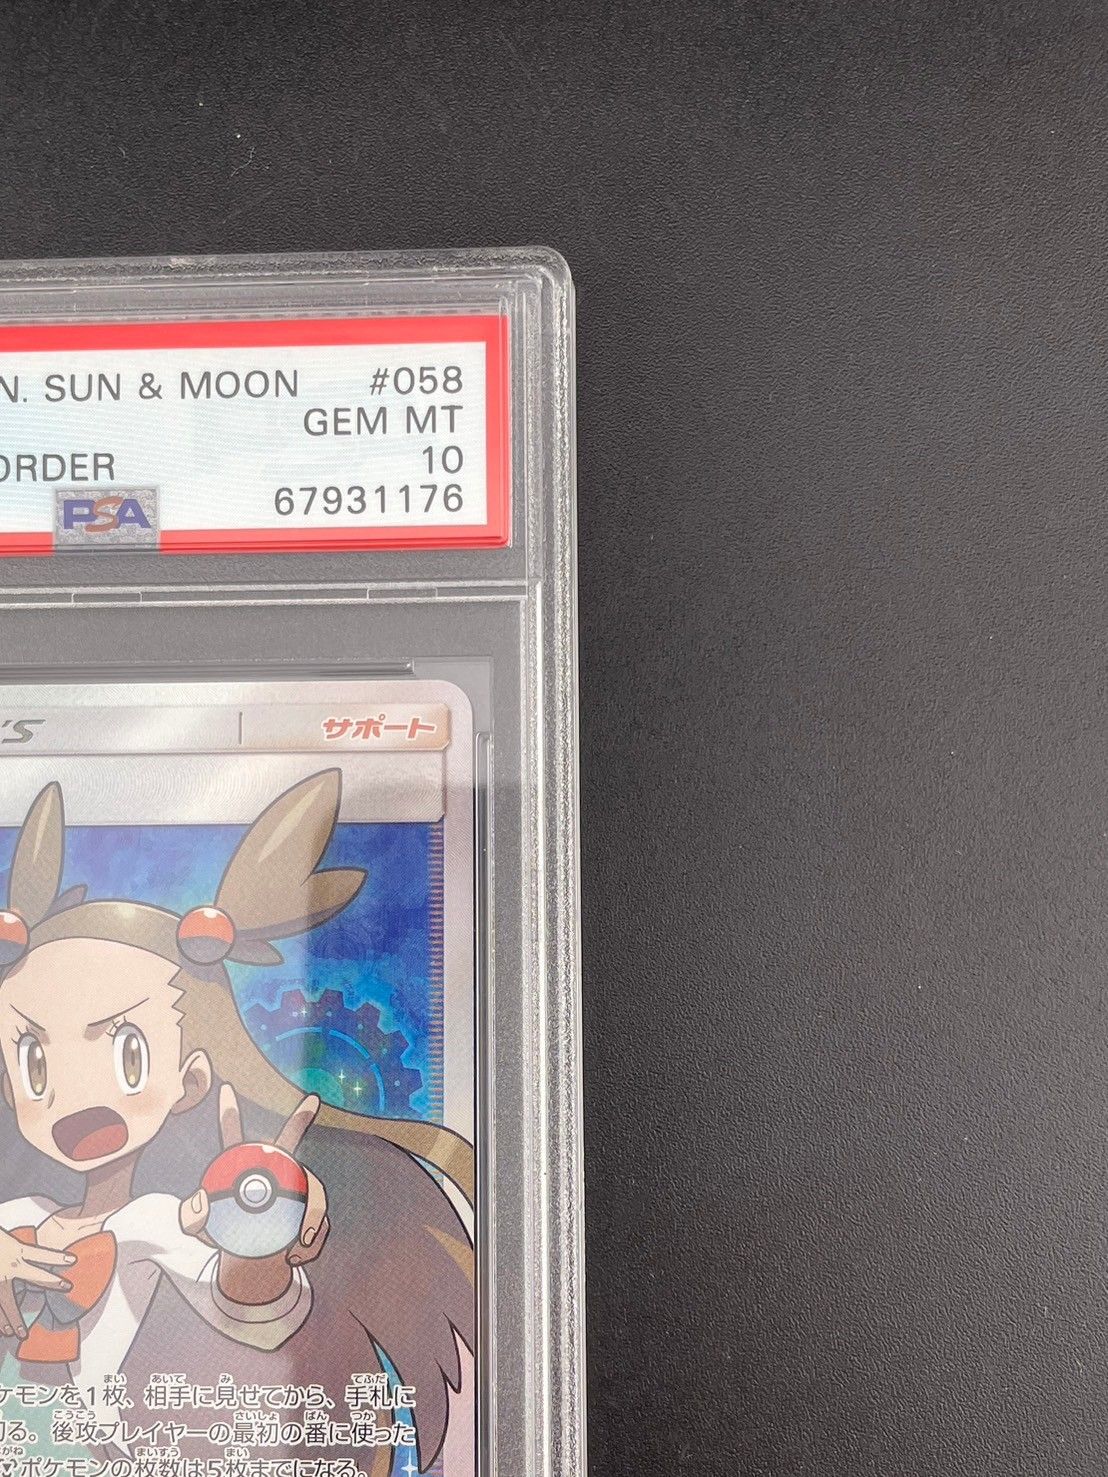 N. SUN & MOON #058
GEM MT
ORDER 10
PSA 67931176
'S サポート
ケモンを1枚、相手に見せてから、手札に
切る。後攻プレイヤーの最初の番に使った
ポケモンの枚数は5枚までになる。